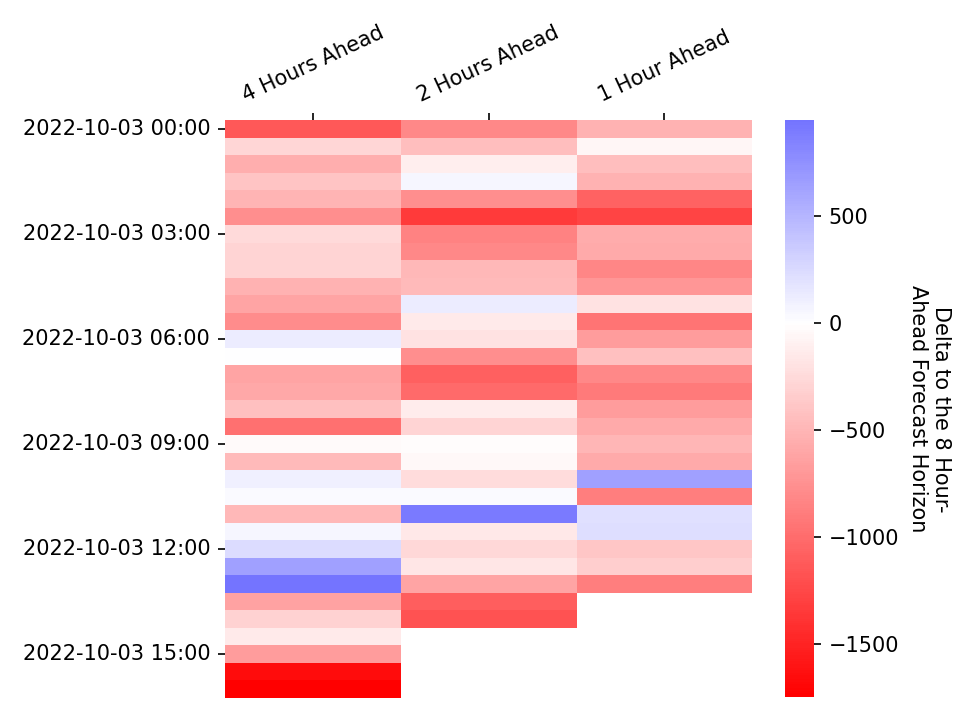 4 Hours Ahead
2 Hours Ahead
1 Hour Ahead
2022-10-03 00:00
2022-10-03 03:00
2022-10-03 06:00
2022-10-03 09:00
2022-10-03 12:00
2022-10-03 15:00
500
0
−500
−1000
−1500
Delta to the 8 Hour-
Ahead Forecast Horizon